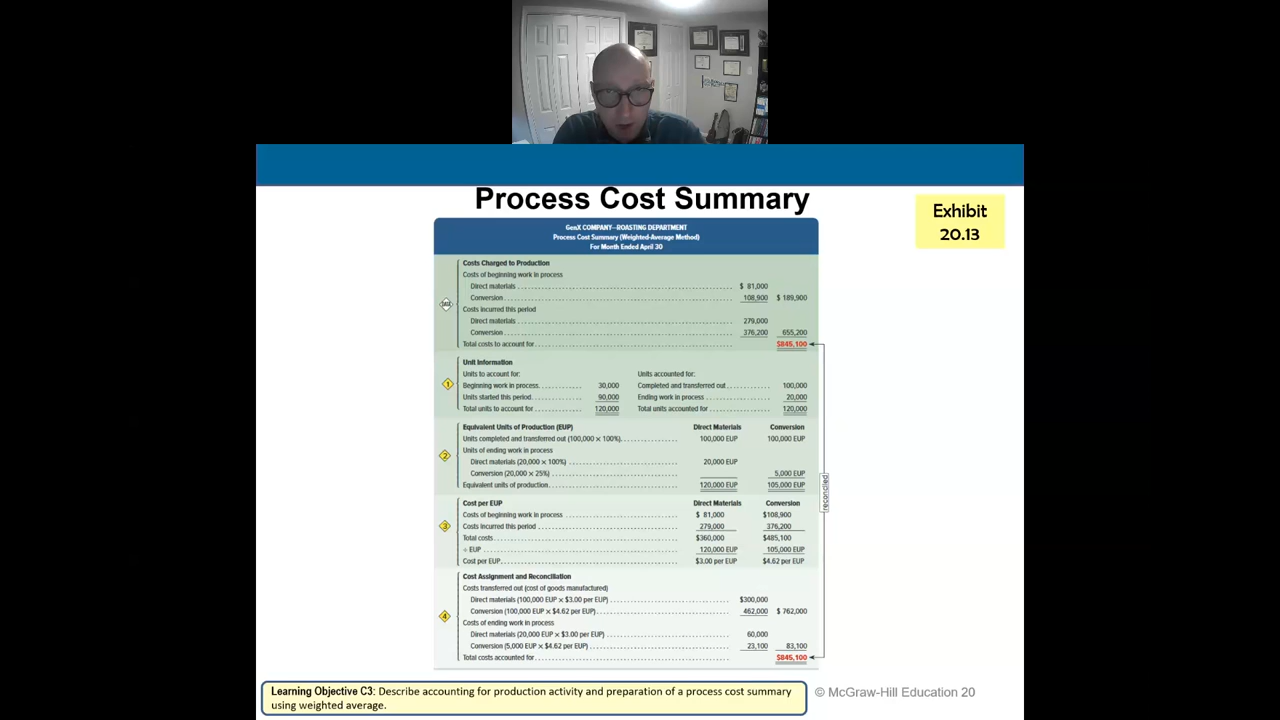 Process Cost Summary
Exhibit
20.13
GenX COMPANY—ROASTING DEPARTMENT
Process Cost Summary (Weighted-Average Method)
For Month Ended April 30
Costs Charged to Production
Costs of beginning work in process
Direct materials $ 81,000
Conversion 108,900 $ 189,900
Costs incurred this period
Direct materials 279,000
Conversion 376,200 655,200
Total costs to account for $845,100
1
Unit Information
Units to account for: Units accounted for:
Beginning work in process 30,000 Completed and transferred out 100,000
Units started this period 90,000 Ending work in process 20,000
Total units to account for 120,000 Total units accounted for 120,000
2
Equivalent Units of Production (EUP) Direct Materials Conversion
Units completed and transferred out (100,000 × 100%) 100,000 EUP 100,000 EUP
Units of ending work in process
Direct materials (20,000 × 100%) 20,000 EUP
Conversion (20,000 × 25%) 5,000 EUP
Equivalent units of production 120,000 EUP 105,000 EUP
3
Cost per EUP Direct Materials Conversion
Costs of beginning work in process $ 81,000 $108,900
Costs incurred this period 279,000 376,200
Total costs $360,000 $485,100
÷ EUP 120,000 EUP 105,000 EUP
Cost per EUP $3.00 per EUP $4.62 per EUP
4
Cost Assignment and Reconciliation
Costs transferred out (cost of goods manufactured)
Direct materials (100,000 EUP × $3.00 per EUP) $300,000
Conversion (100,000 EUP × $4.62 per EUP) 462,000 $ 762,000
Costs of ending work in process
Direct materials (20,000 EUP × $3.00 per EUP) 60,000
Conversion (5,000 EUP × $4.62 per EUP) 23,100 83,100
Total costs accounted for $845,100
reconciled
Learning Objective C3: Describe accounting for production activity and preparation of a process cost summary
using weighted average.
© McGraw-Hill Education 20